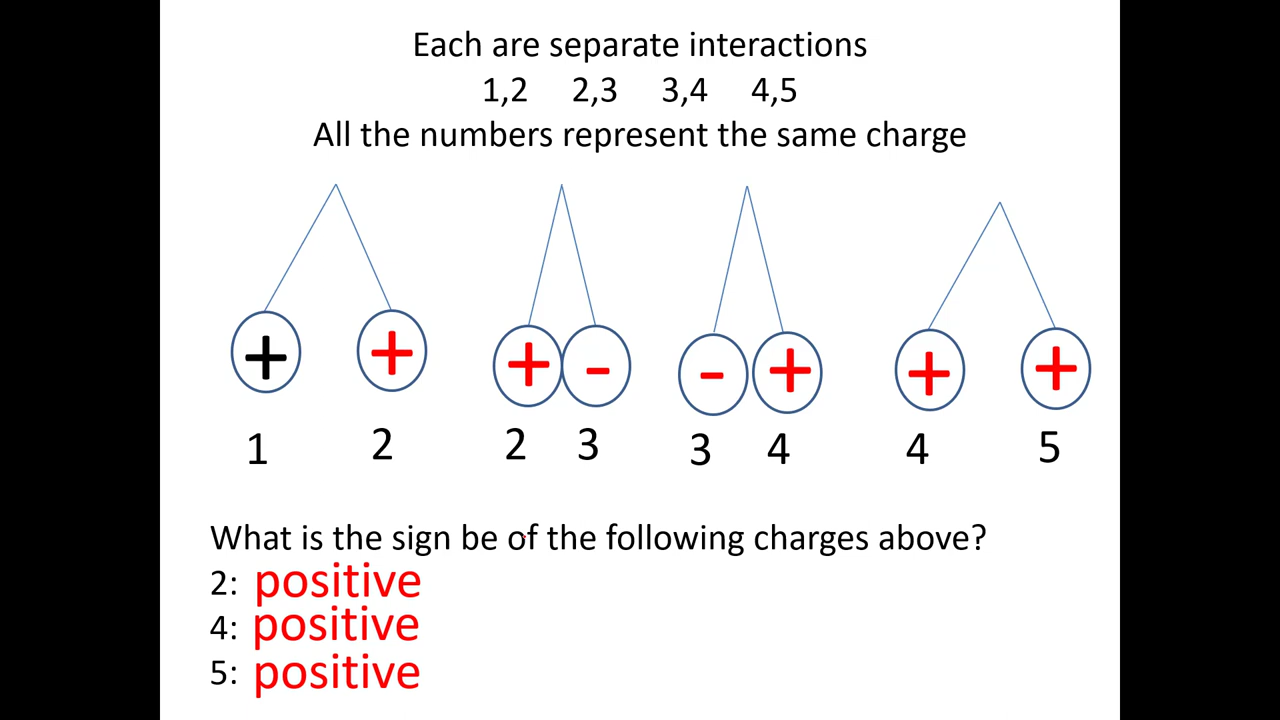 Each are separate interactions
1,2 2,3 3,4 4,5
All the numbers represent the same charge
+ + + - - + + +
1 2 2 3 3 4 4 5
What is the sign be of the following charges above?
2: positive
4: positive
5: positive